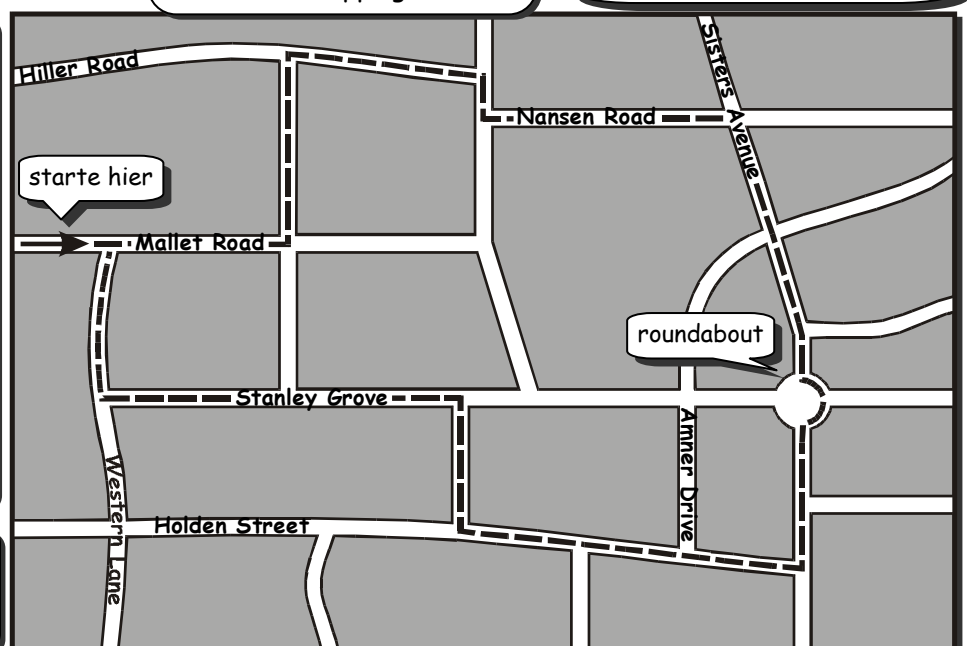 Sisters Avenue
Hiller Road
Nansen Road
starte hier
Mallet Road
roundabout
Stanley Grove
Amner Drive
Western Lane
Holden Street